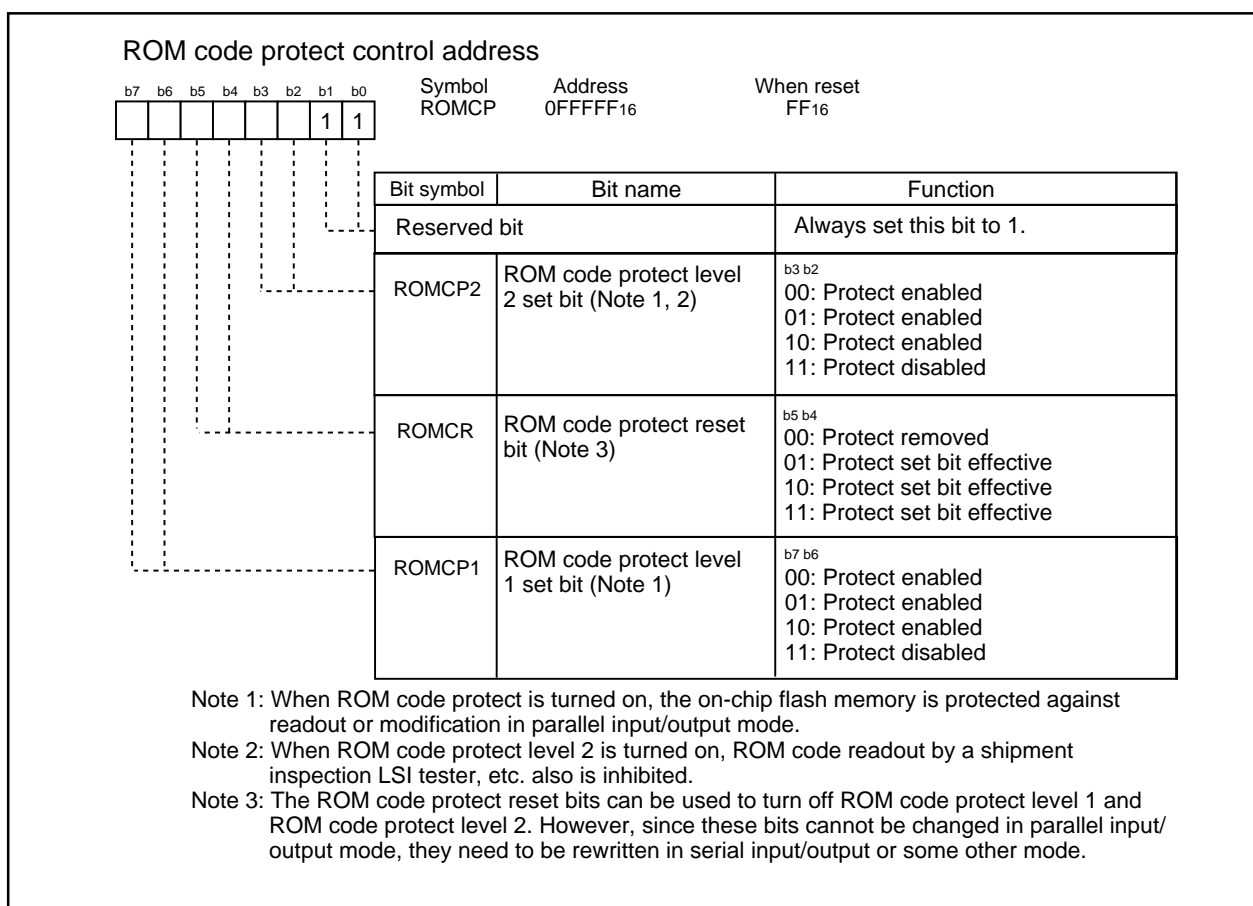 ROM code protect control address
b7 b6 b5 b4 b3 b2 b1 b0
Symbol Address When reset
ROMCP 0FFFFF16 FF16
1 1
Bit symbol Bit name Function
Reserved bit Always set this bit to 1.
ROMCP2 ROM code protect level
2 set bit (Note 1, 2)
b3 b2
00: Protect enabled
01: Protect enabled
10: Protect enabled
11: Protect disabled
ROMCR ROM code protect reset
bit (Note 3)
b5 b4
00: Protect removed
01: Protect set bit effective
10: Protect set bit effective
11: Protect set bit effective
ROMCP1 ROM code protect level
1 set bit (Note 1)
b7 b6
00: Protect enabled
01: Protect enabled
10: Protect enabled
11: Protect disabled
Note 1: When ROM code protect is turned on, the on-chip flash memory is protected against
readout or modification in parallel input/output mode.
Note 2: When ROM code protect level 2 is turned on, ROM code readout by a shipment
inspection LSI tester, etc. also is inhibited.
Note 3: The ROM code protect reset bits can be used to turn off ROM code protect level 1 and
ROM code protect level 2. However, since these bits cannot be changed in parallel input/
output mode, they need to be rewritten in serial input/output or some other mode.